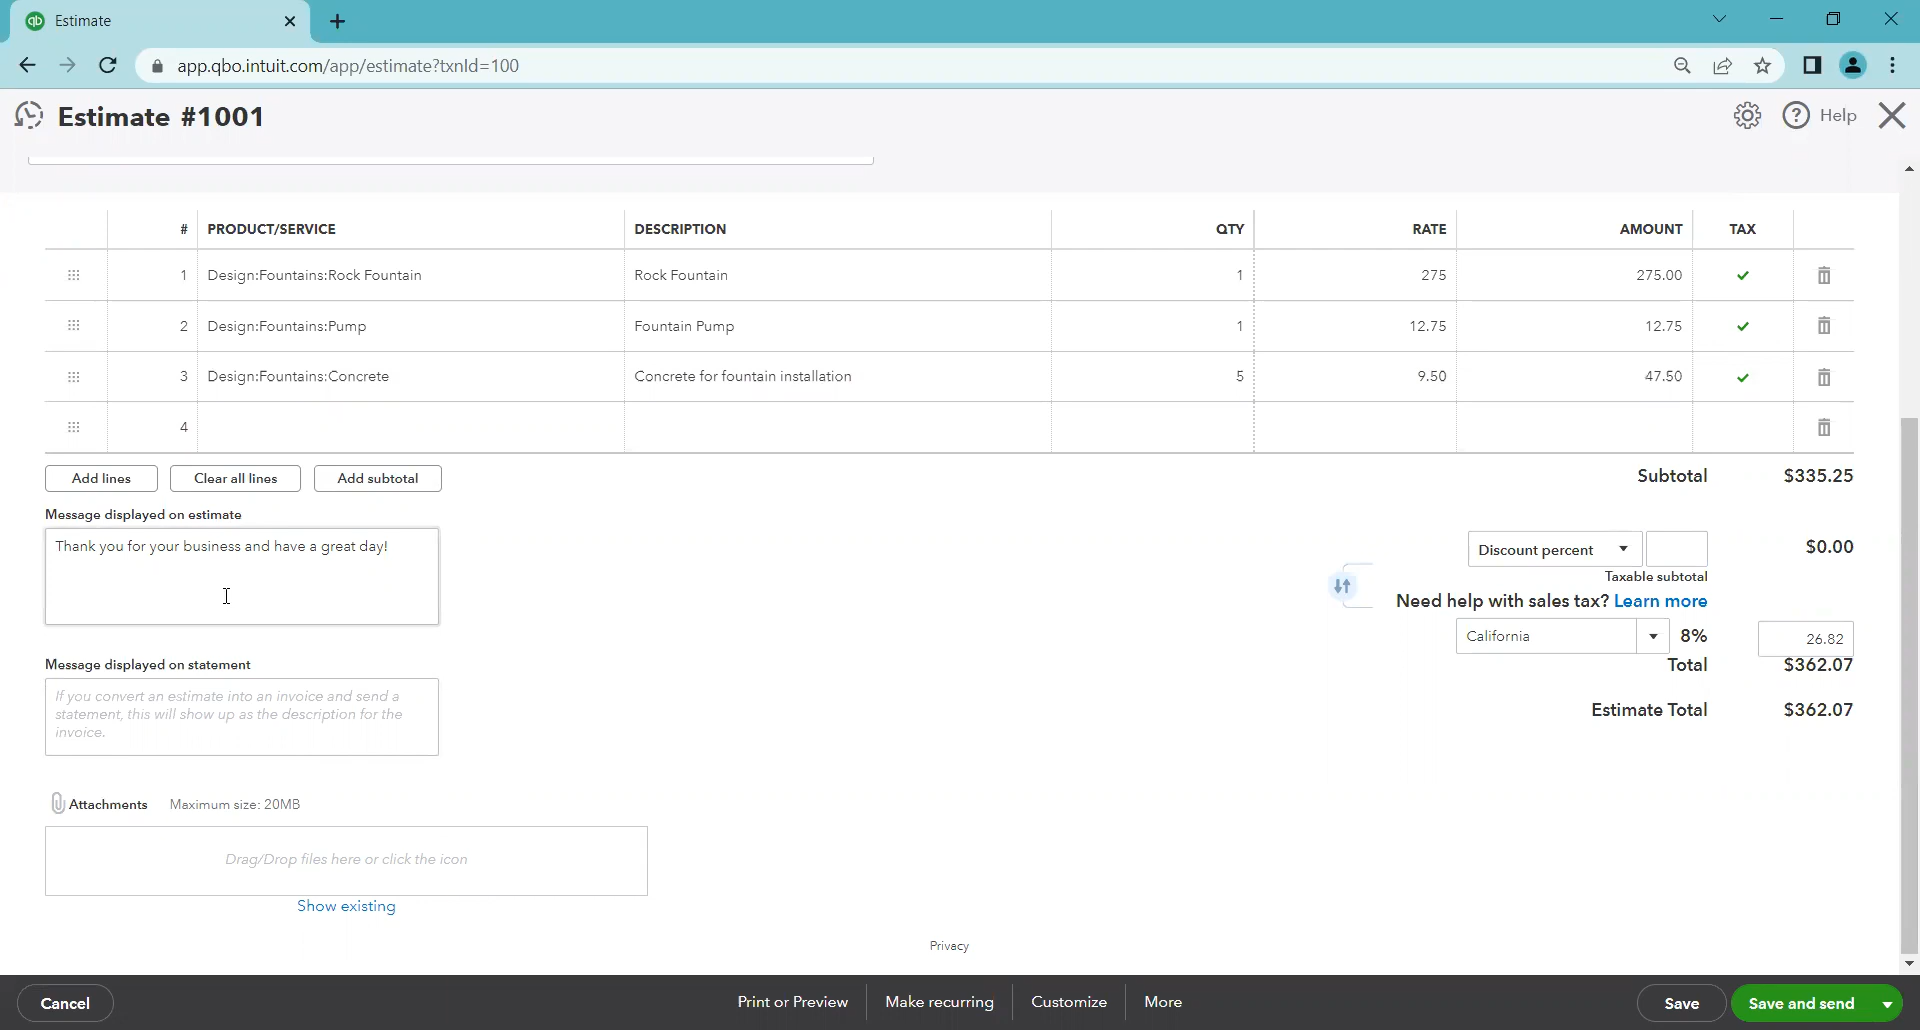 qb Estimate
app.qbo.intuit.com/app/estimate?txnId=100
Estimate #1001
? Help
# PRODUCT/SERVICE DESCRIPTION QTY RATE AMOUNT TAX
1 Design:Fountains:Rock Fountain Rock Fountain 1 275 275.00
2 Design:Fountains:Pump Fountain Pump 1 12.75 12.75
3 Design:Fountains:Concrete Concrete for fountain installation 5 9.50 47.50
4
Add lines Clear all lines Add subtotal Subtotal $335.25
Message displayed on estimate
Thank you for your business and have a great day!
Discount percent $0.00
Taxable subtotal
Need help with sales tax? Learn more
California 8% 26.82
Total $362.07
Message displayed on statement
If you convert an estimate into an invoice and send a
statement, this will show up as the description for the
invoice.
Estimate Total $362.07
Attachments Maximum size: 20MB
Drag/Drop files here or click the icon
Show existing
Privacy
Cancel Print or Preview Make recurring Customize More Save Save and send